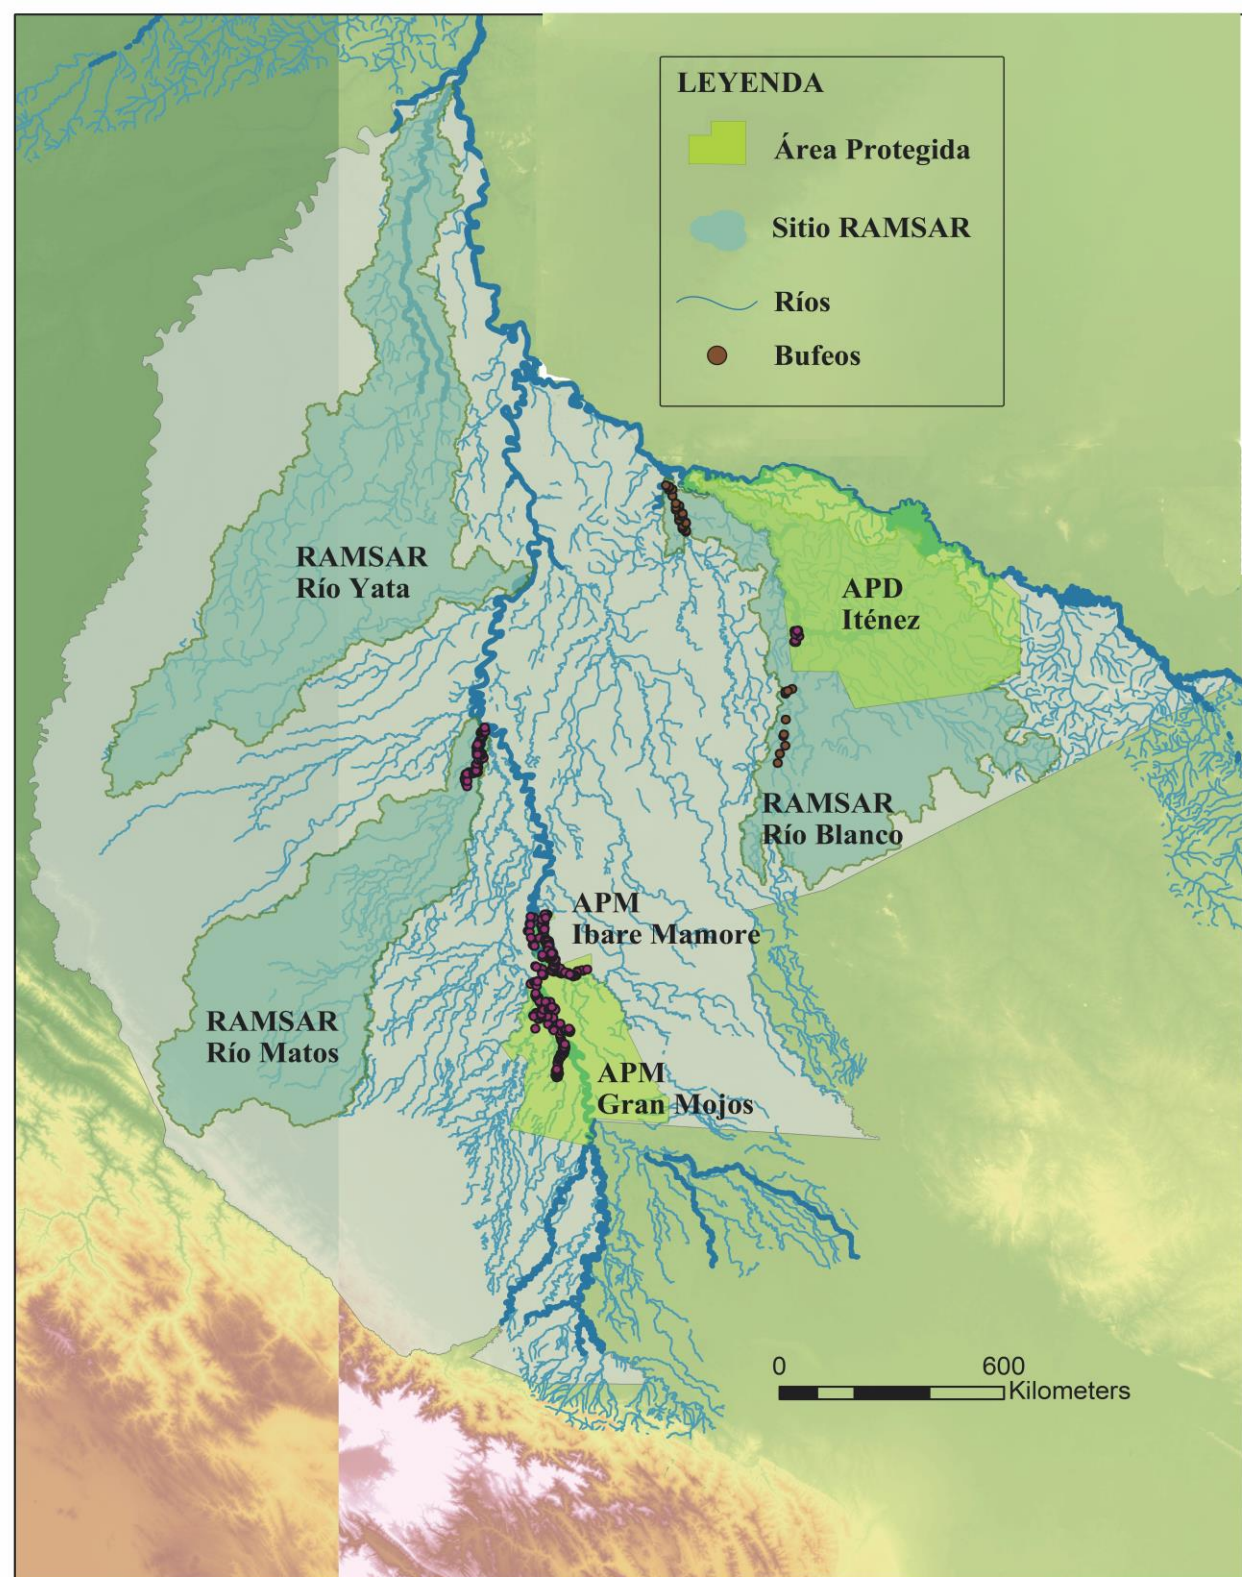 LEYENDA
Área Protegida
Sitio RAMSAR
Ríos
Bufeos
RAMSAR
Río Yata
APD
Iténez
RAMSAR
Río Blanco
APM
Ibare Mamore
RAMSAR
Río Matos
APM
Gran Mojos
0 600
Kilometers